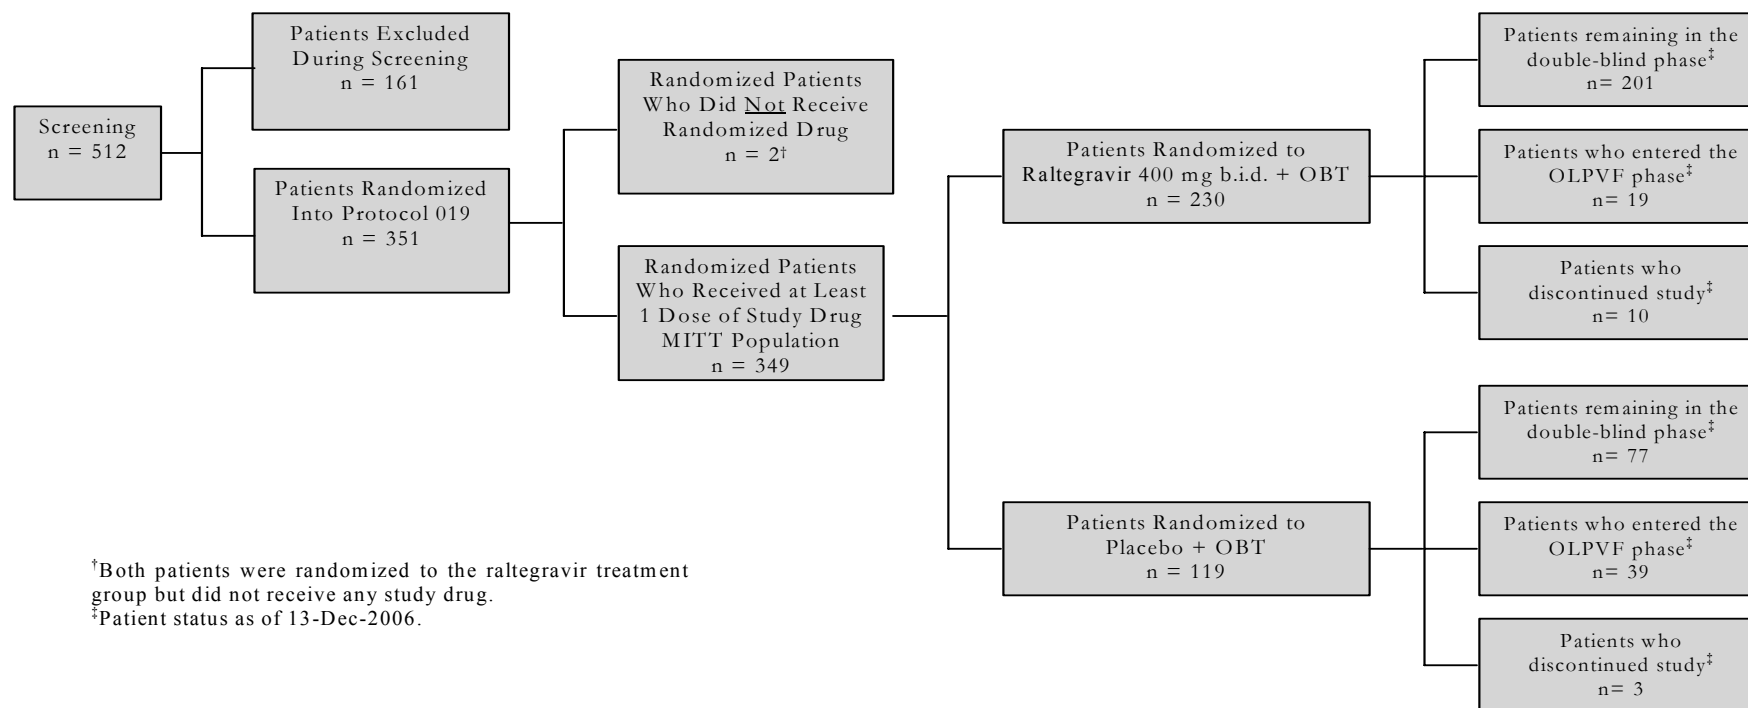 Screening
n = 512
Patients Excluded
During Screening
n = 161
Patients Randomized
Into Protocol 019
n = 351
Randomized Patients
Who Did Not Receive
Randomized Drug
n = 2†
Randomized Patients
Who Received at Least
1 Dose of Study Drug
MITT Population
n = 349
Patients Randomized to
Raltegravir 400 mg b.i.d. + OBT
n = 230
Patients remaining in the
double-blind phase‡
n= 201
Patients who entered the
OLPVF phase‡
n= 19
Patients who
discontinued study‡
n= 10
Patients Randomized to
Placebo + OBT
n = 119
Patients remaining in the
double-blind phase‡
n= 77
Patients who entered the
OLPVF phase‡
n= 39
Patients who
discontinued study‡
n= 3
†Both patients were randomized to the raltegravir treatment
group but did not receive any study drug.
‡Patient status as of 13-Dec-2006.